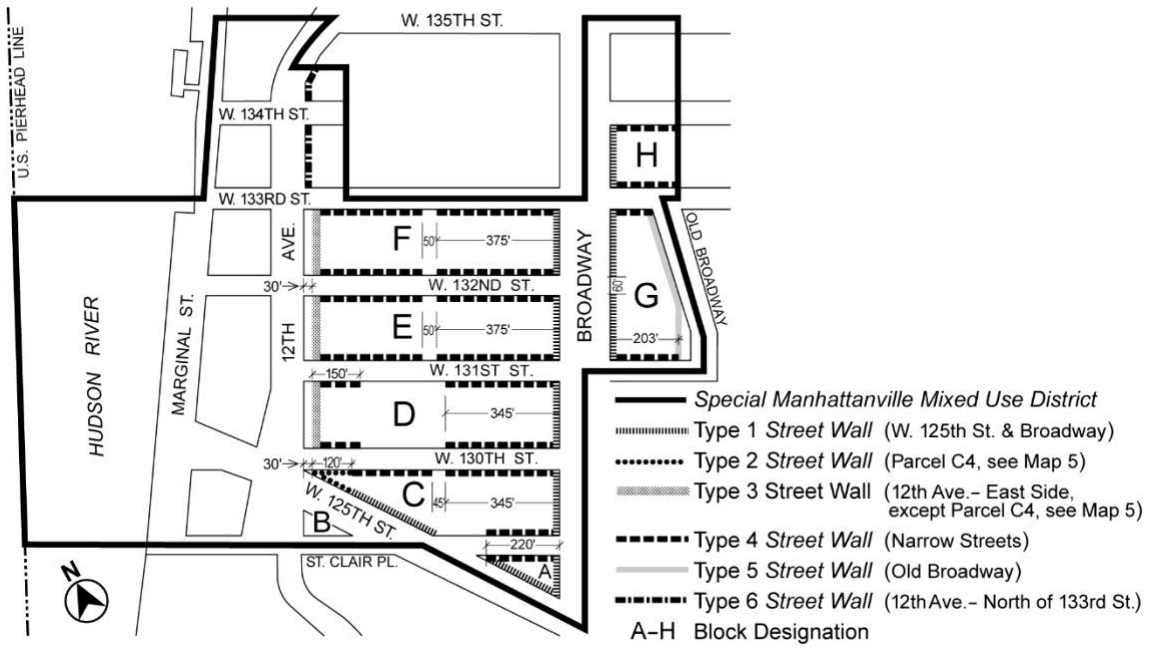 W. 135TH ST.
U.S. PIERHEAD LINE
W. 134TH ST.
H
W. 133RD ST.
OLD BROADWAY
AVE.
F
50'
375'
BROADWAY
60'
G
30'
W. 132ND ST.
HUDSON RIVER
MARGINAL ST.
12TH
E
50'
375'
203'
150'
W. 131ST ST.
D
345'
30'
120'
W. 130TH ST.
C
45'
345'
W. 125TH ST.
B
220'
A
ST. CLAIR PL.
N
Special Manhattanville Mixed Use District
Type 1 Street Wall (W. 125th St. & Broadway)
Type 2 Street Wall (Parcel C4, see Map 5)
Type 3 Street Wall (12th Ave.– East Side,
except Parcel C4, see Map 5)
Type 4 Street Wall (Narrow Streets)
Type 5 Street Wall (Old Broadway)
Type 6 Street Wall (12th Ave.– North of 133rd St.)
A–H Block Designation